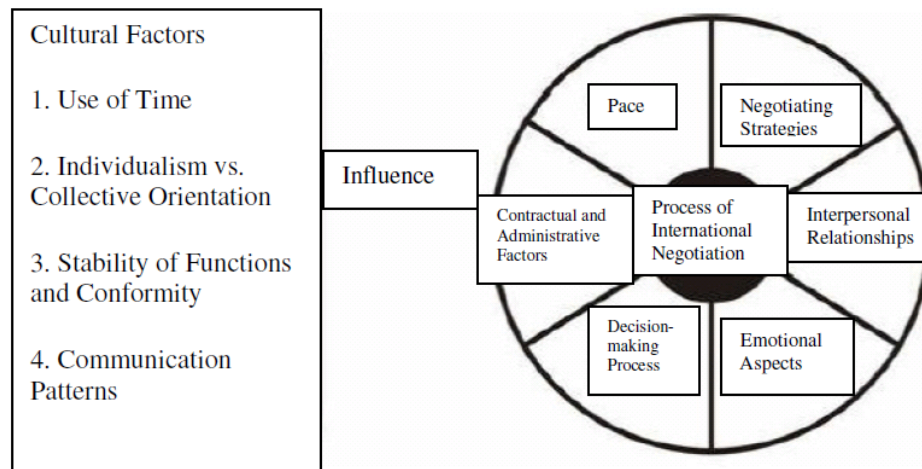 Cultural Factors
1. Use of Time
2. Individualism vs.
Collective Orientation
3. Stability of Functions
and Conformity
4. Communication
Patterns
Influence
Pace
Negotiating
Strategies
Contractual and
Administrative
Factors
Process of
International
Negotiation
Interpersonal
Relationships
Decision-
making
Process
Emotional
Aspects